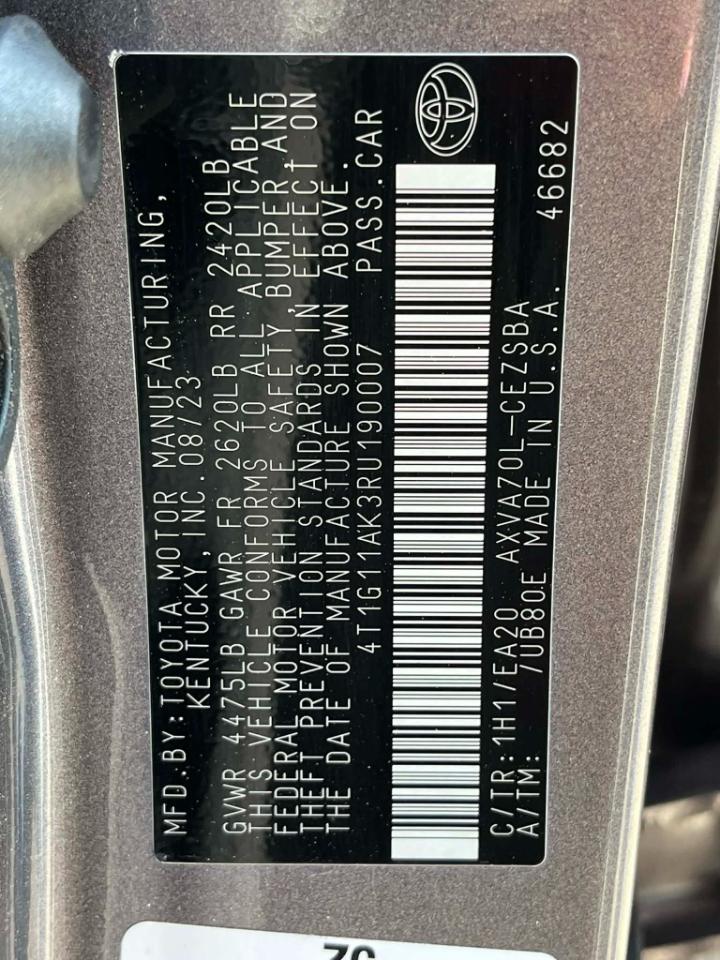 MFD.BY:TOYOTA MOTOR MANUFACTURING,
KENTUCKY, INC. 08/23
GVWR 4475LB GAWR FR 2620LB RR 2420LB
THIS VEHICLE CONFORMS TO ALL APPLICABLE
FEDERAL MOTOR VEHICLE SAFETY, BUMPER, AND
THEFT PREVENTION STANDARDS IN EFFECT ON
THE DATE OF MANUFACTURE SHOWN ABOVE.
4T1G11AK3RU190007 PASS.CAR
C/TR:1H1/EA20 AXVA70L-CEZSBA
A/TM: /UB80E MADE IN U.S.A. 46682